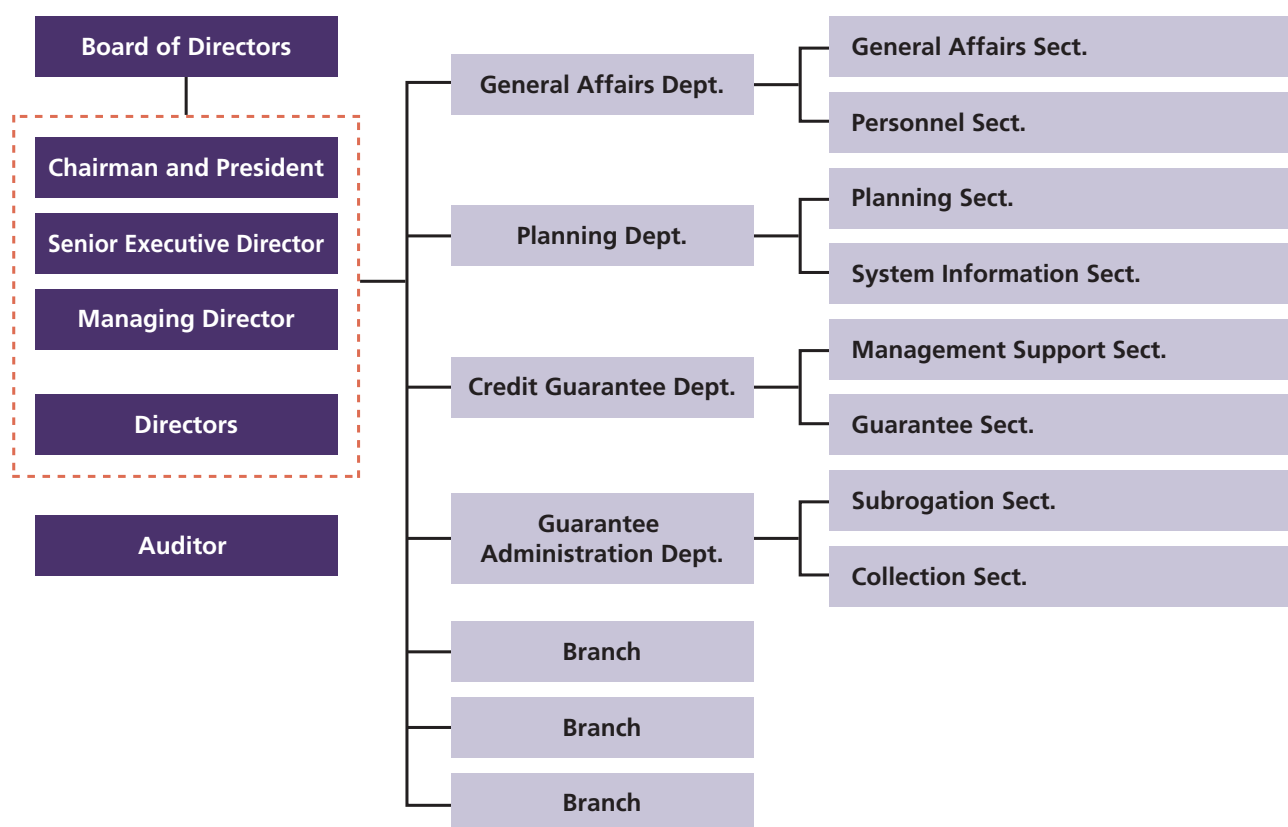 Board of Directors
Chairman and President
Senior Executive Director
Managing Director
Directors
Auditor
General Affairs Dept.
Planning Dept.
Credit Guarantee Dept.
Guarantee
Administration Dept.
Branch
Branch
Branch
General Affairs Sect.
Personnel Sect.
Planning Sect.
System Information Sect.
Management Support Sect.
Guarantee Sect.
Subrogation Sect.
Collection Sect.